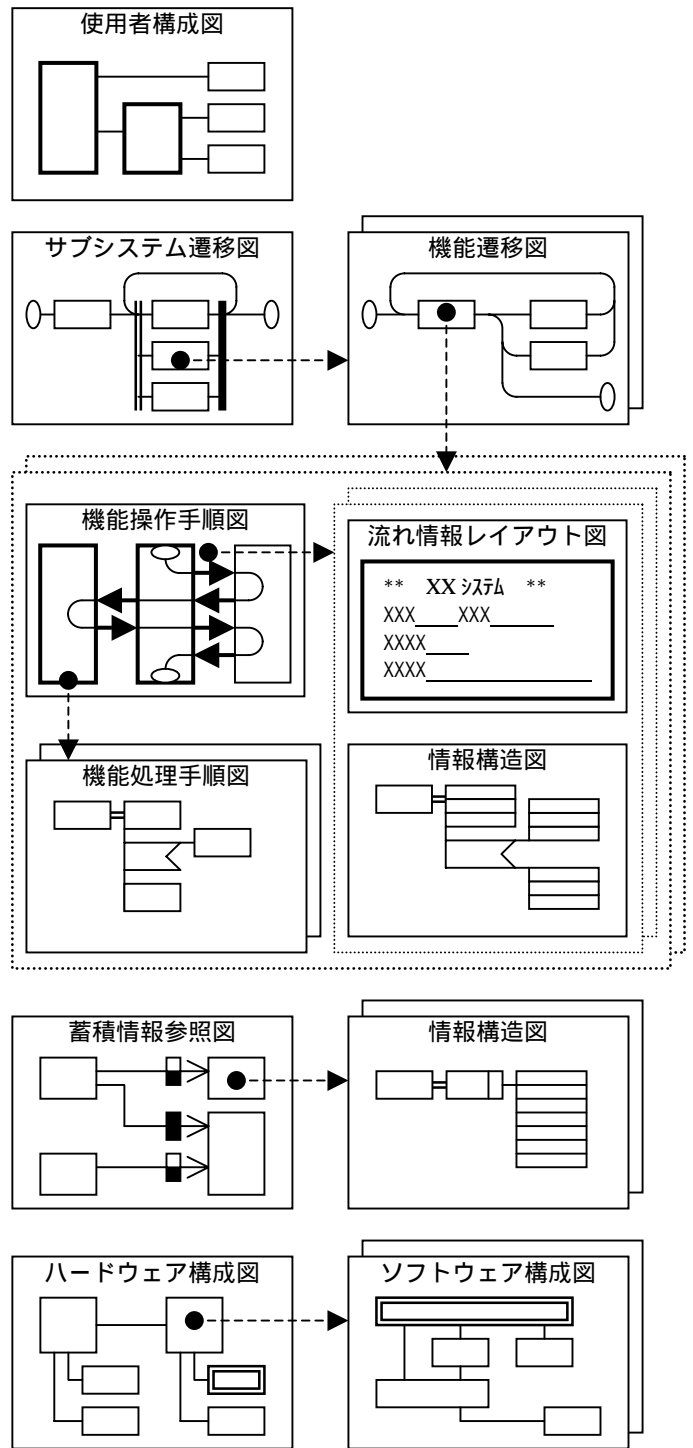 使用者構成図
サブシステム遷移図
機能遷移図
機能操作手順図
流れ情報レイアウト図
** XX ｼｽﾃﾑ **
XXX____XXX______
XXXX____
XXXX________________
機能処理手順図
情報構造図
蓄積情報参照図
情報構造図
ハードウェア構成図
ソフトウェア構成図